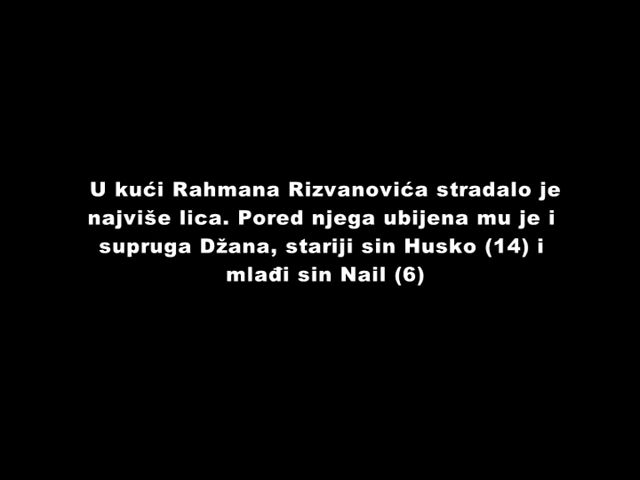 U kući Rahmana Rizvanovića stradalo je
najviše lica. Pored njega ubijena mu je i
supruga Džana, stariji sin Husko (14) i
mlađi sin Nail (6)